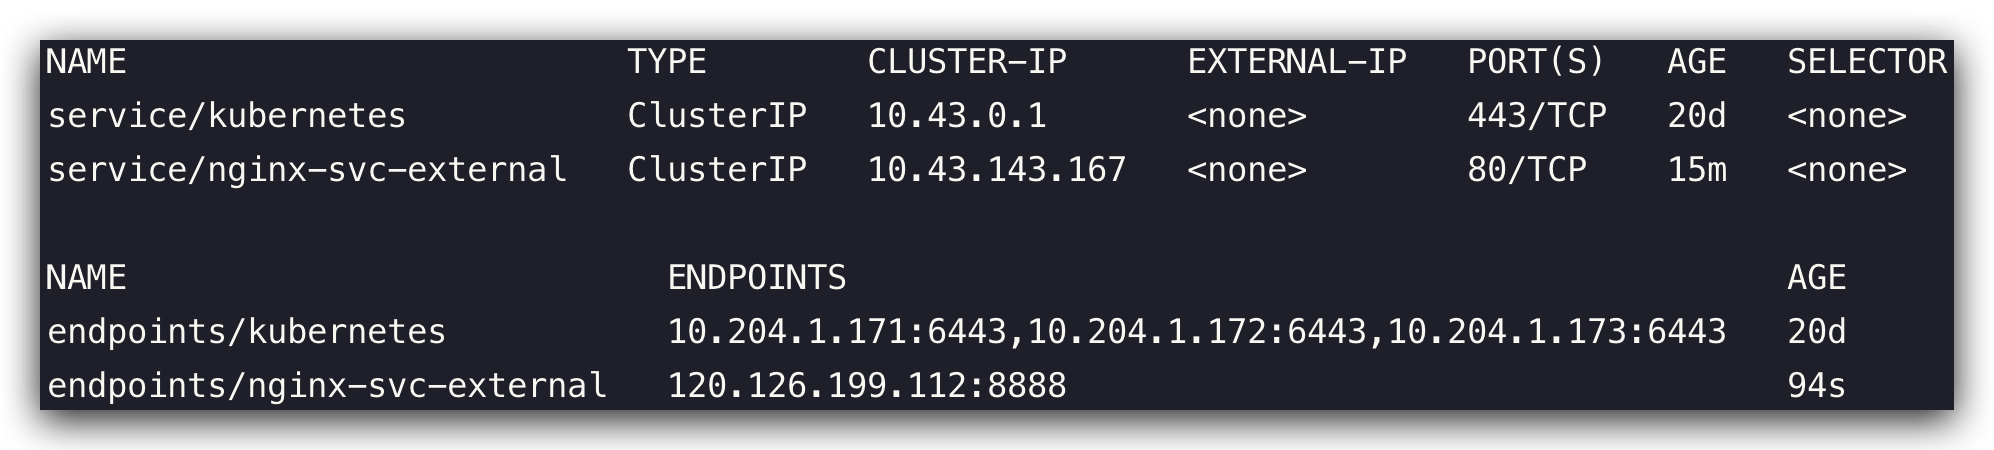 NAME TYPE CLUSTER-IP EXTERNAL-IP PORT(S) AGE SELECTOR
service/kubernetes ClusterIP 10.43.0.1 <none> 443/TCP 20d <none>
service/nginx-svc-external ClusterIP 10.43.143.167 <none> 80/TCP 15m <none>
NAME ENDPOINTS AGE
endpoints/kubernetes 10.204.1.171:6443,10.204.1.172:6443,10.204.1.173:6443 20d
endpoints/nginx-svc-external 120.126.199.112:8888 94s